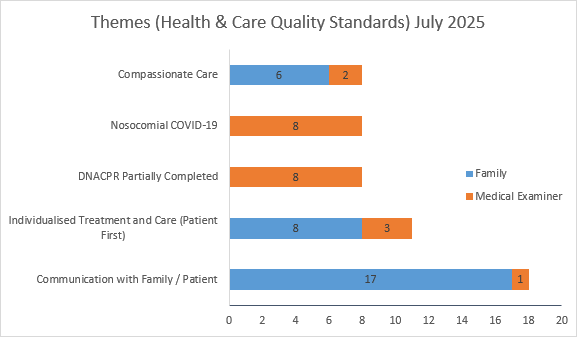 Themes (Health & Care Quality Standards) July 2025
Compassionate Care
6
2
Nosocomial COVID-19
8
DNACPR Partially Completed
8
Individualised Treatment and Care (Patient
First)
8
3
Communication with Family / Patient
17
1
Family
Medical Examiner
0 2 4 6 8 10 12 14 16 18 20